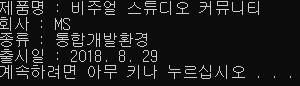 제품명 : 비주얼 스튜디오 커뮤니티
회사 : MS
종류 : 통합개발환경
출시일 : 2018. 8. 29
계속하려면 아무 키나 누르십시오 . . .